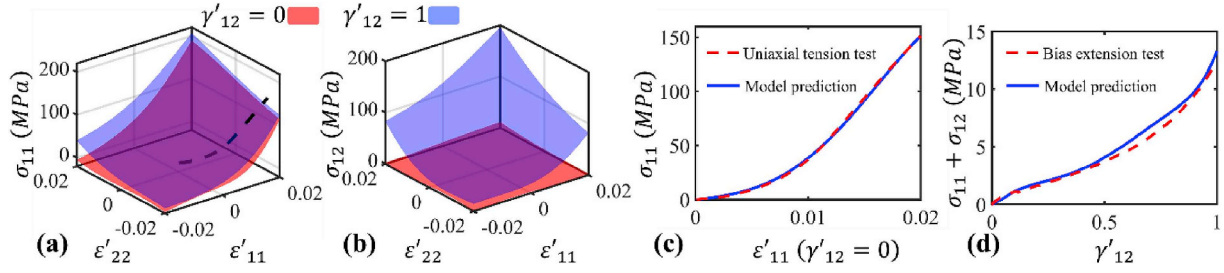 γ′₁₂ = 0
γ′₁₂ = 1
σ₁₁ (MPa)
200
100
0
0.02
0
-0.02
-0.02
0
0.02
ε′₂₂
ε′₁₁
(a)
σ₁₂ (MPa)
200
100
0
0.02
0
-0.02
-0.02
0
0.02
ε′₂₂
ε′₁₁
(b)
σ₁₁ (MPa)
150
100
50
0
Uniaxial tension test
Model prediction
0
0.01
0.02
ε′₁₁ (γ′₁₂ = 0)
(c)
σ₁₁ + σ₁₂ (MPa)
15
10
5
0
Bias extension test
Model prediction
0
0.5
1
γ′₁₂
(d)